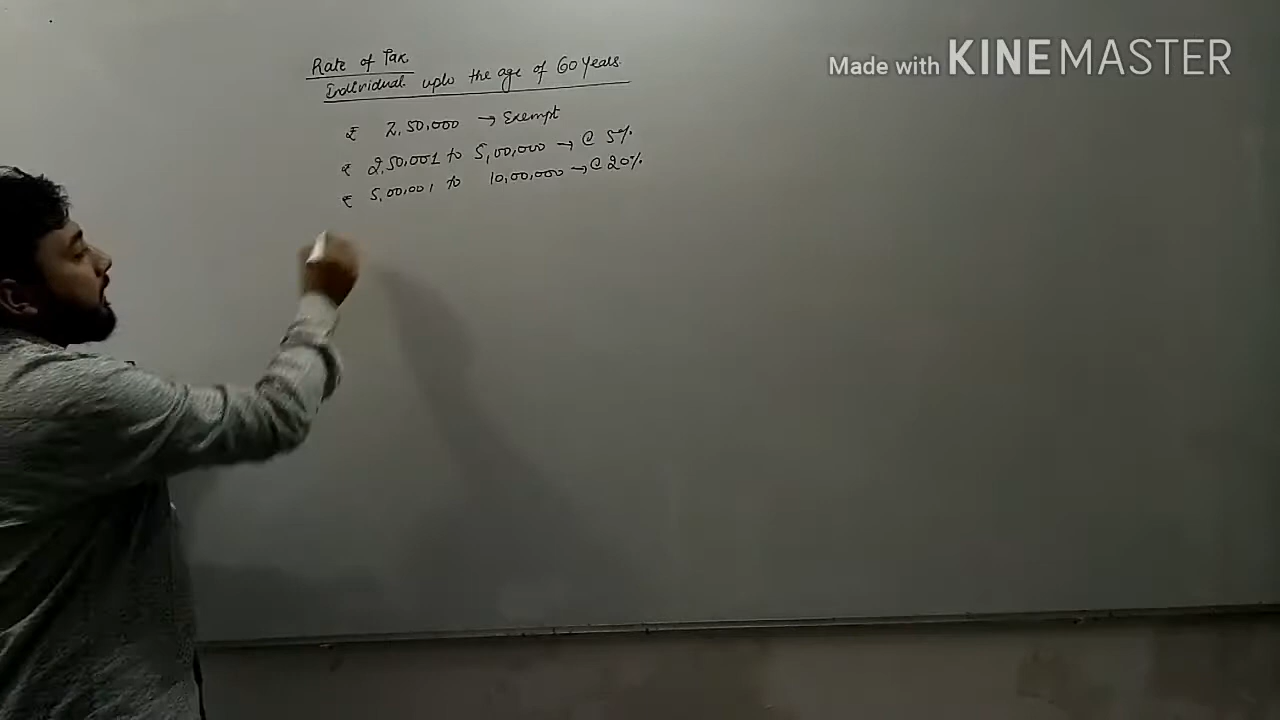 Rate of Tax
Individual upto the age of 60 years
₹ 2,50,000 → Exempt
₹ 2,50,001 to 5,00,000 → @ 5%
₹ 5,00,001 to 10,00,000 → @ 20%
Made with KINEMASTER